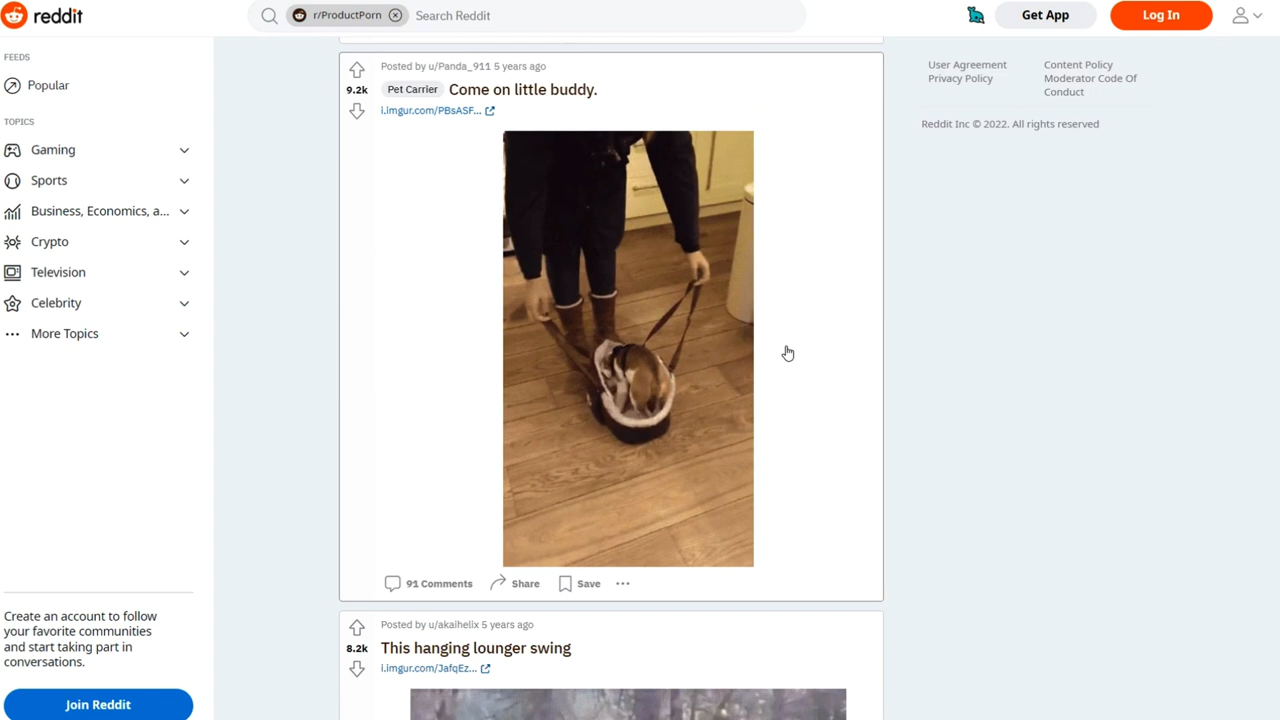 reddit
r/ProductPorn
Search Reddit
Get App
Log In
FEEDS
Popular
TOPICS
Gaming
Sports
Business, Economics, a...
Crypto
Television
Celebrity
More Topics
Create an account to follow
your favorite communities
and start taking part in
conversations.
Join Reddit
Posted by u/Panda_911 5 years ago
9.2k
Pet Carrier Come on little buddy.
i.imgur.com/PBsASF...
91 Comments
Share
Save
Posted by u/akaihelix 5 years ago
8.2k
This hanging lounger swing
i.imgur.com/JafqEz...
User Agreement
Privacy Policy
Content Policy
Moderator Code Of
Conduct
Reddit Inc © 2022. All rights reserved